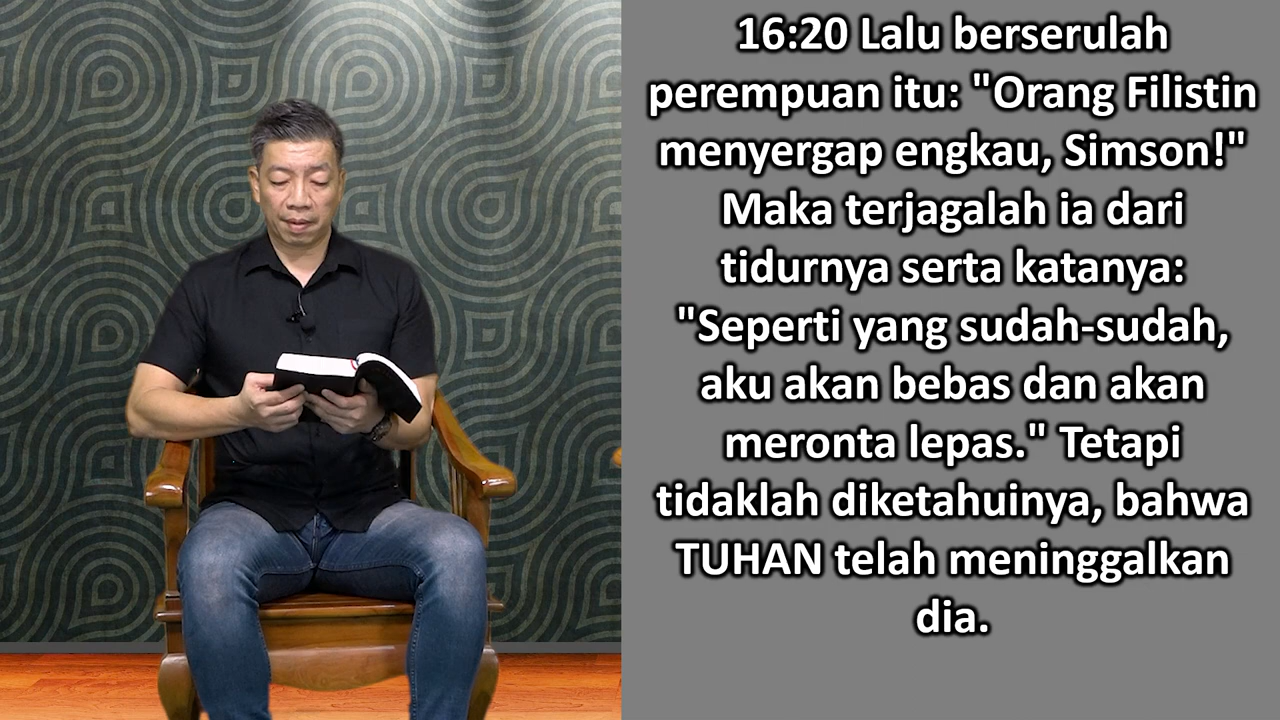 16:20 Lalu berserulah
perempuan itu: "Orang Filistin
menyergap engkau, Simson!"
Maka terjagalah ia dari
tidurnya serta katanya:
"Seperti yang sudah-sudah,
aku akan bebas dan akan
meronta lepas." Tetapi
tidaklah diketahuinya, bahwa
TUHAN telah meninggalkan
dia.